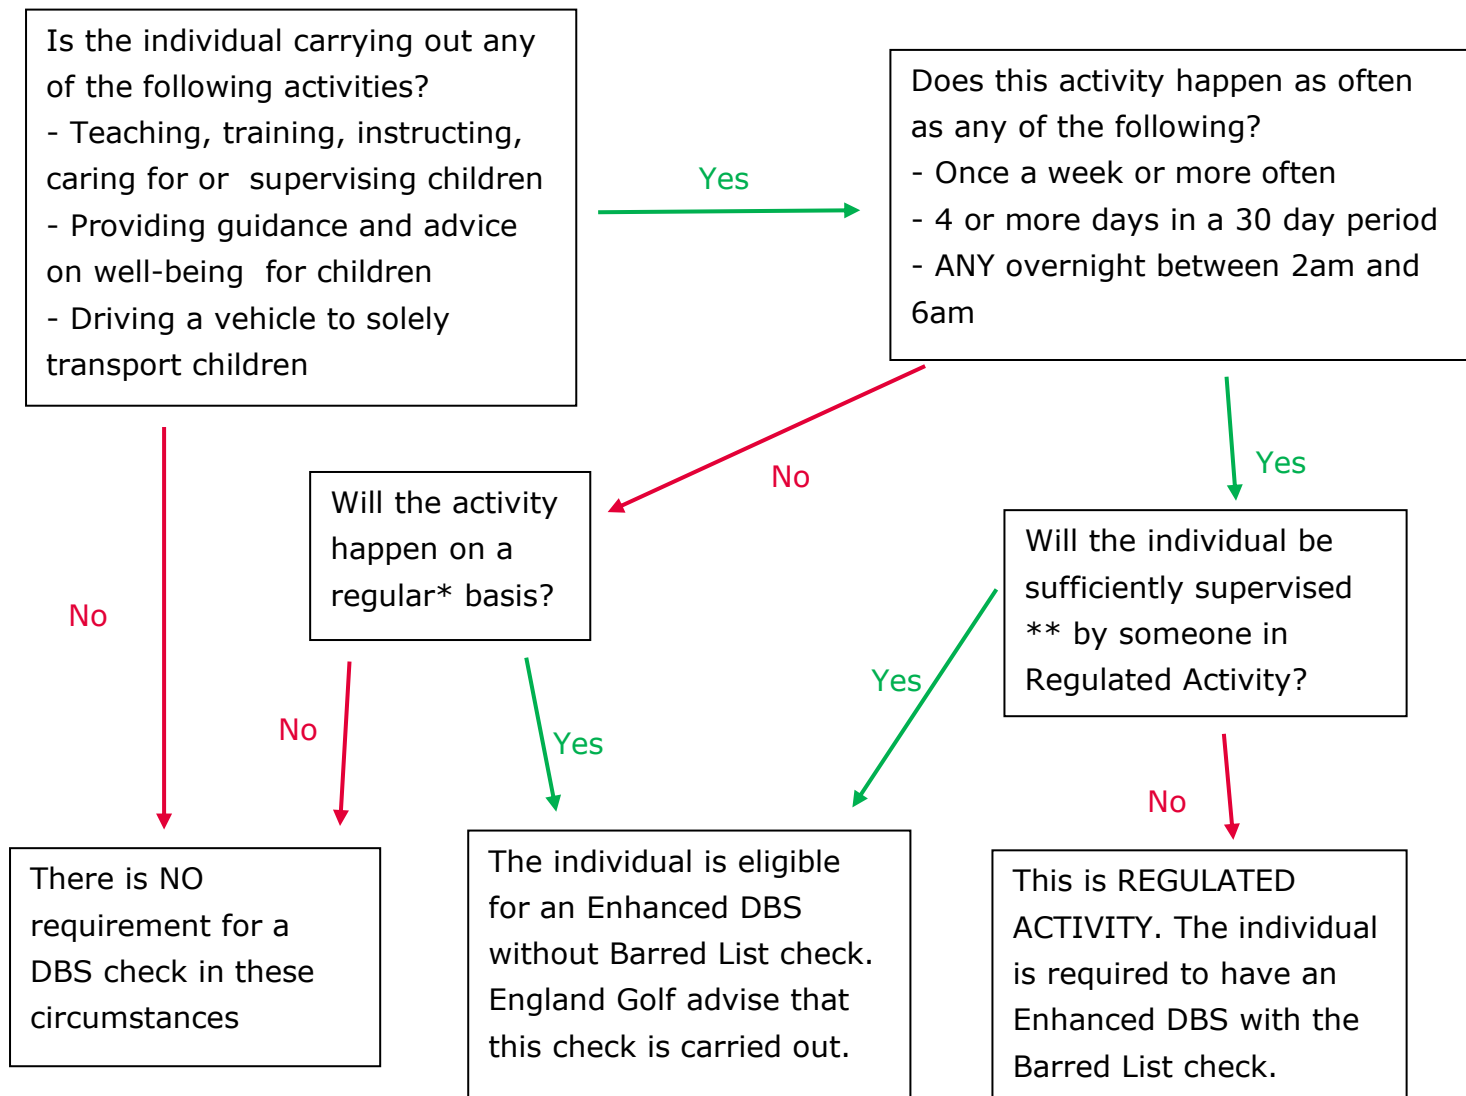 Is the individual carrying out any
of the following activities?
- Teaching, training, instructing,
caring for or  supervising children
- Providing guidance and advice
on well-being  for children
- Driving a vehicle to solely
transport children
Yes
Does this activity happen as often
as any of the following?
- Once a week or more often
- 4 or more days in a 30 day period
- ANY overnight between 2am and
6am
No
No
Yes
Will the activity
happen on a
regular* basis?
Will the individual be
sufficiently supervised
** by someone in
Regulated Activity?
No
Yes
Yes
No
There is NO
requirement for a
DBS check in these
circumstances
The individual is eligible
for an Enhanced DBS
without Barred List check.
England Golf advise that
this check is carried out.
This is REGULATED
ACTIVITY. The individual
is required to have an
Enhanced DBS with the
Barred List check.